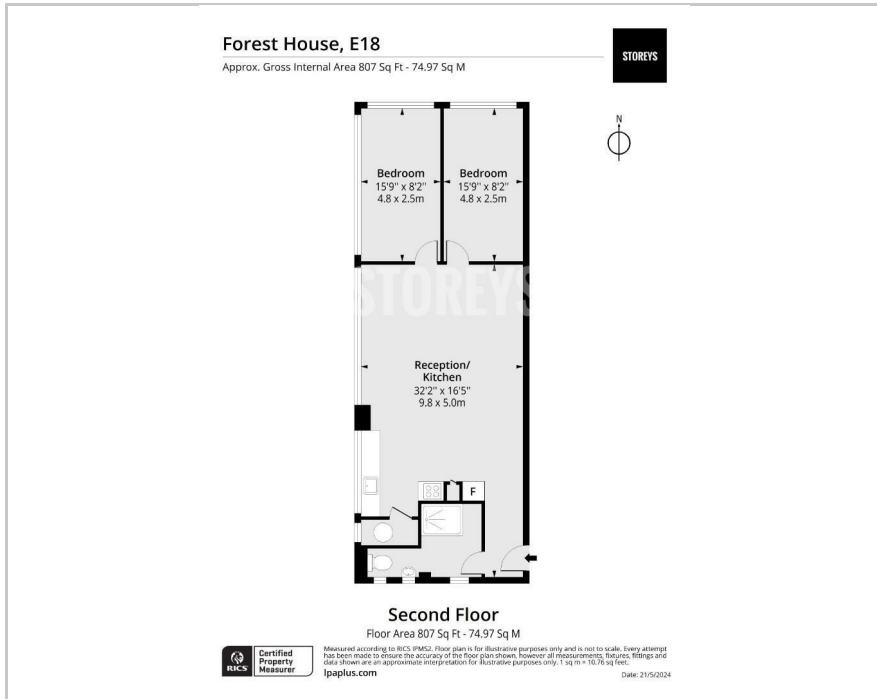 Forest House, E18
Approx. Gross Internal Area 807 Sq Ft - 74.97 Sq M
STOREYS
N
Bedroom
15'9" x 8'2"
4.8 x 2.5m
Bedroom
15'9" x 8'2"
4.8 x 2.5m
STOREYS
Reception/
Kitchen
32'2" x 16'5"
9.8 x 5.0m
F
Second Floor
Floor Area 807 Sq Ft - 74.97 Sq M
RICS
Certified
Property
Measurer
Measured according to RICS IPMS2. Floor plan is for illustrative purposes only and is not to scale. Every attempt
has been made to ensure the accuracy of the floor plan shown, however all measurements, fixtures, fittings and
data shown are an approximate interpretation for illustrative purposes only. 1 sq m = 10.76 sq feet.
lpaplus.com
Date: 21/5/2024